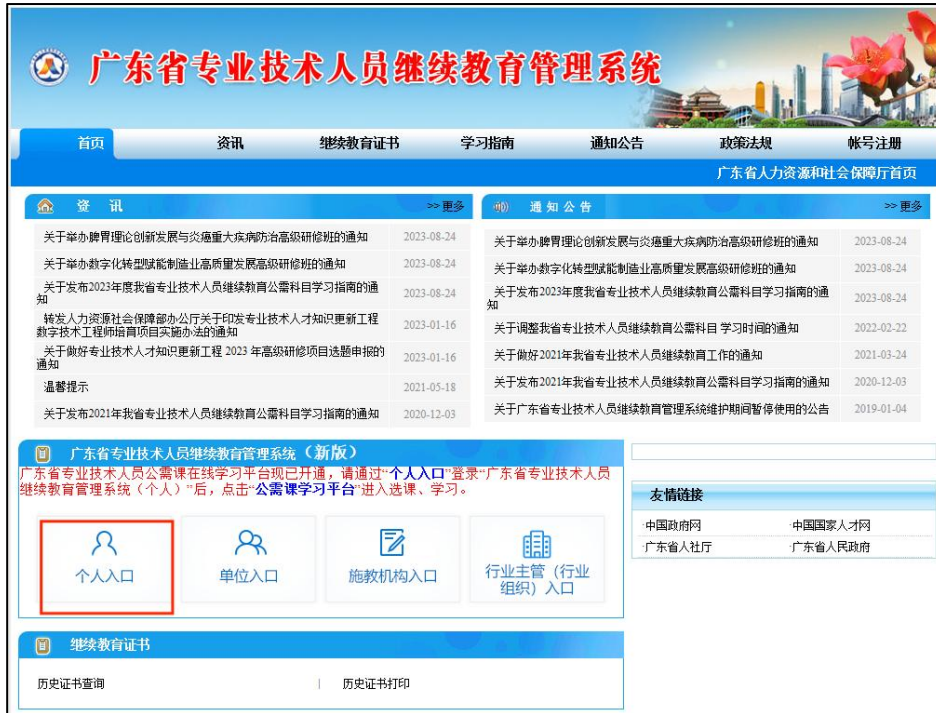 广东省专业技术人员继续教育管理系统
首页 资讯 继续教育证书 学习指南 通知公告 政策法规 帐号注册
广东省人力资源和社会保障厅首页
资 讯 >> 更多
关于举办脾胃理论创新发展与炎癌重大疾病防治高级研修班的通知 2023-08-24
关于举办数字化转型赋能制造业高质量发展高级研修班的通知 2023-08-24
关于发布2023年度我省专业技术人员继续教育公需科目学习指南的通
知 2023-08-24
转发人力资源社会保障部办公厅关于印发专业技术人才知识更新工程
数字技术工程师培育项目实施办法的通知 2023-01-16
关于做好专业技术人才知识更新工程 2023 年高级研修项目选题申报的
通知 2023-01-16
温馨提示 2021-05-18
关于发布2021年我省专业技术人员继续教育公需科目学习指南的通知 2020-12-03
通 知 公 告 >> 更多
关于举办脾胃理论创新发展与炎癌重大疾病防治高级研修班的通知 2023-08-24
关于举办数字化转型赋能制造业高质量发展高级研修班的通知 2023-08-24
关于发布2023年度我省专业技术人员继续教育公需科目学习指南的通
知 2023-08-24
关于调整我省专业技术人员继续教育公需科目 学习时间的通知 2022-02-22
关于做好2021年我省专业技术人员继续教育工作的通知 2021-03-24
关于发布2021年我省专业技术人员继续教育公需科目学习指南的通知 2020-12-03
关于广东省专业技术人员继续教育管理系统维护期间暂停使用的公告 2019-01-04
广东省专业技术人员继续教育管理系统（新版）
广东省专业技术人员公需课在线学习平台现已开通，请通过“个人入口”登录“广东省专业技术人员
继续教育管理系统（个人）”后，点击“公需课学习平台”进入选课、学习。
个人入口
单位入口
施教机构入口
行业主管（行业
组织）入口
友情链接
·中国政府网 ·中国国家人才网
·广东省人社厅 ·广东省人民政府
继续教育证书
历史证书查询 | 历史证书打印